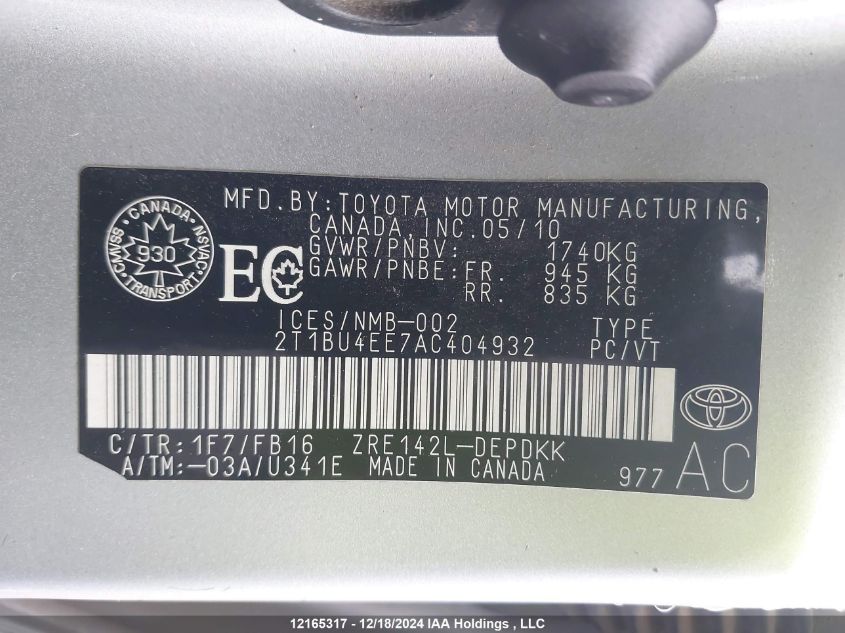 MFD.BY:TOYOTA MOTOR MANUFACTURING,
CANADA, INC.05/10
GVWR/PNBV: 1740KG
GAWR/PNBE:FR. 945 KG
RR. 835 KG
CANADA NSVAC TRANSPORT CMVSS
930
EC
ICES/NMB-002 TYPE
2T1BU4EE7AC404932 PC/VT
C/TR:1F7/FB16 ZRE142L-DEPDKK
A/TM:-03A/U341E MADE IN CANADA
977 AC
12165317 - 12/18/2024 IAA Holdings , LLC